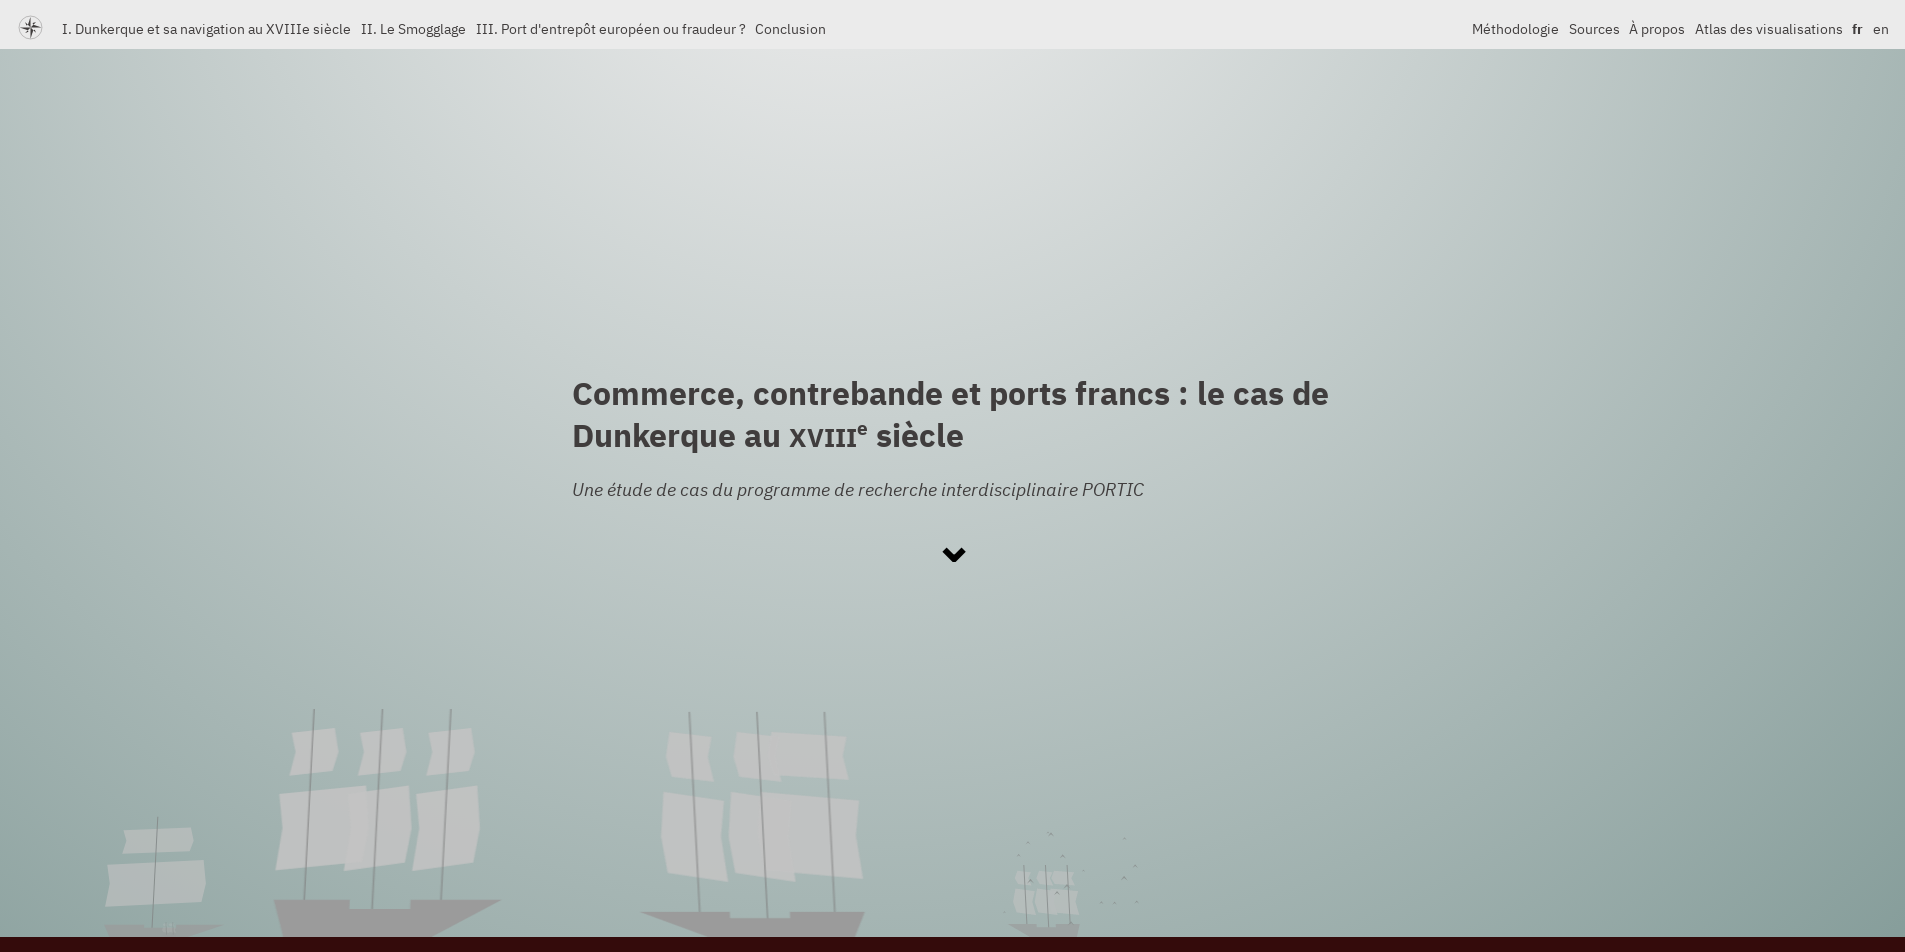 I. Dunkerque et sa navigation au XVIIIe siècle II. Le Smogglage III. Port d'entrepôt européen ou fraudeur ? Conclusion Méthodologie Sources À propos Atlas des visualisations fr en
Commerce, contrebande et ports francs : le cas de
Dunkerque au XVIIIe siècle
Une étude de cas du programme de recherche interdisciplinaire PORTIC